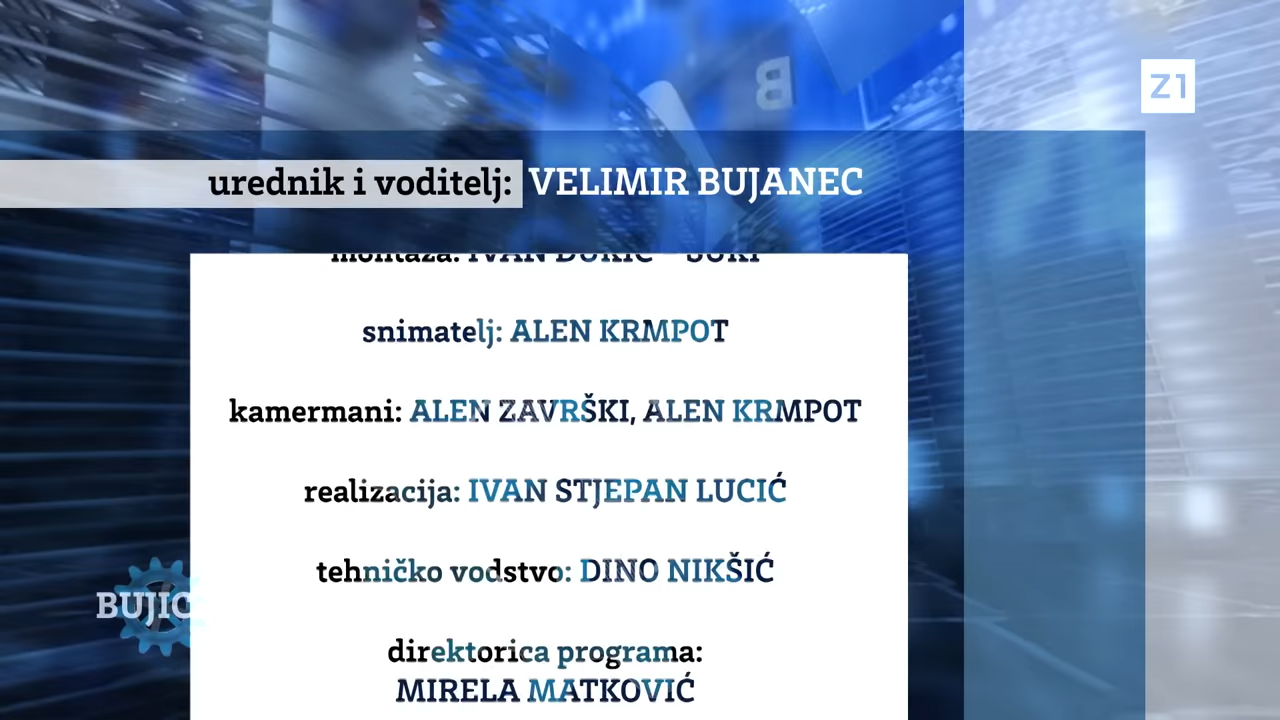 Z1
urednik i voditelj: VELIMIR BUJANEC
snimatelj: ALEN KRMPOT
kamermani: ALEN ZAVRŠKI, ALEN KRMPOT
realizacija: IVAN STJEPAN LUCIĆ
tehničko vodstvo: DINO NIKŠIĆ
BUJIC
direktorica programa:
MIRELA MATKOVIĆ